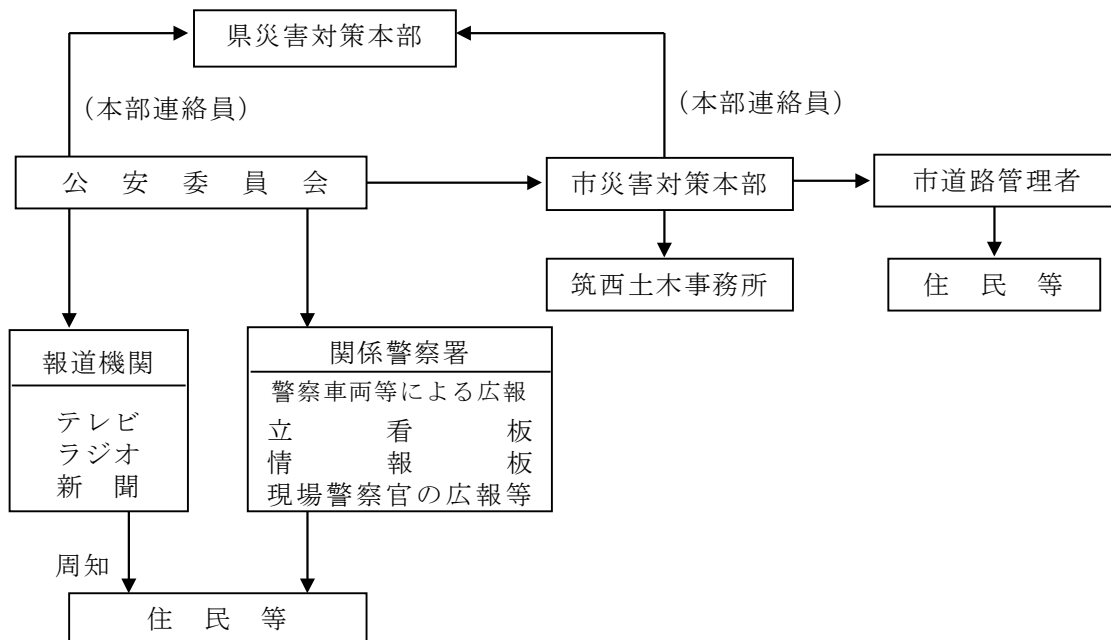 県災害対策本部
（本部連絡員）
（本部連絡員）
公安委員会
市災害対策本部
市道路管理者
筑西土木事務所
住民等
報道機関
テレビ
ラジオ
新聞
関係警察署
警察車両等による広報
立看板
情報板
現場警察官の広報等
周知
住民等